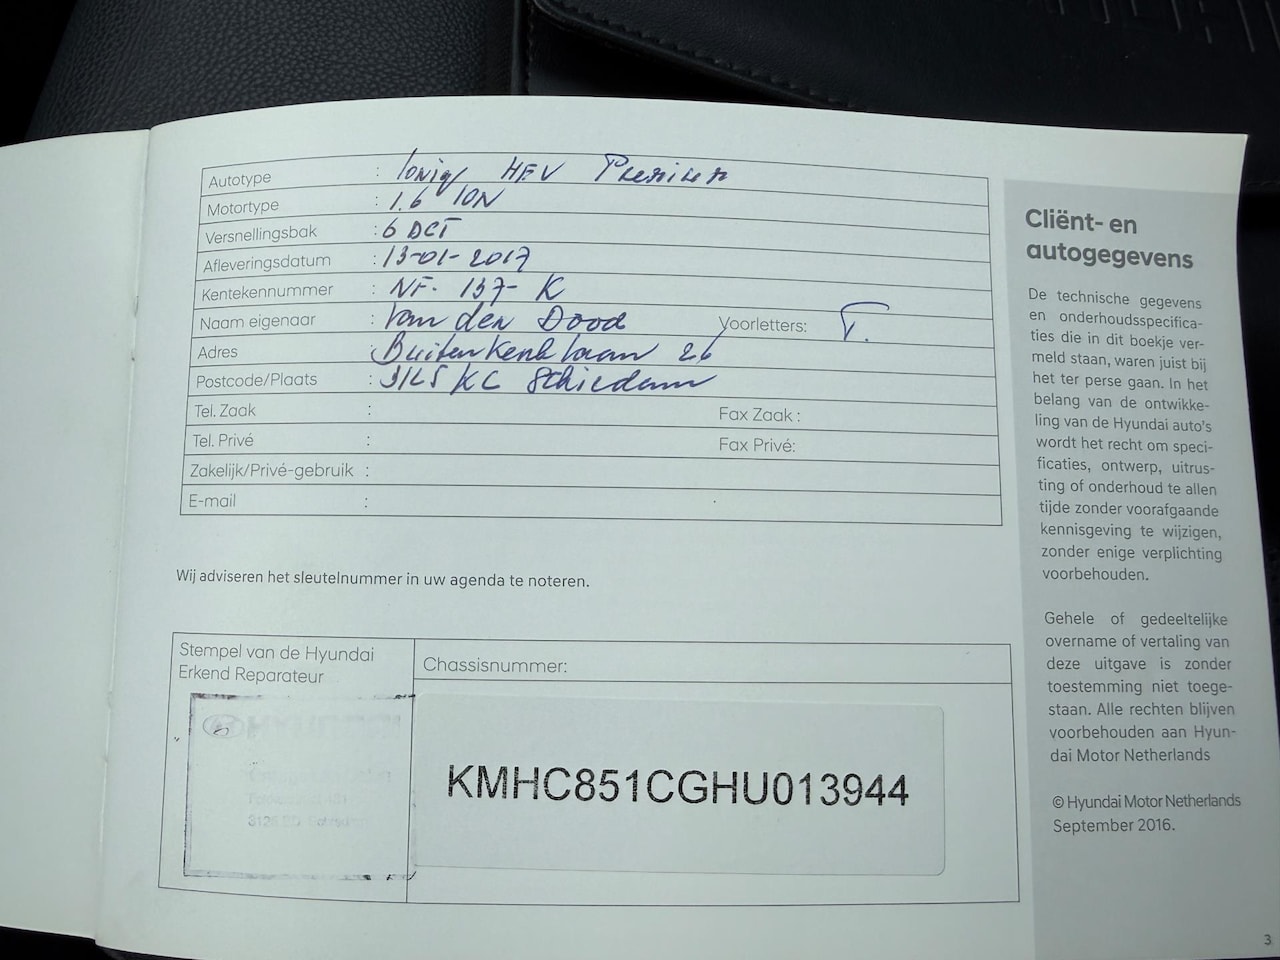 Autotype : Ioniq HEV Premium
Motortype : 1.6 ION
Versnellingsbak : 6 DCT
Afleveringsdatum : 13-01-2017
Kentekennummer : NF-137-K
Naam eigenaar : Van den Dood Voorletters: T.
Adres : Buitenkerklaan 26
Postcode/Plaats : 3125 KC Schiedam
Tel. Zaak : Fax Zaak :
Tel. Privé : Fax Privé:
Zakelijk/Privé-gebruik :
E-mail :
Wij adviseren het sleutelnummer in uw agenda te noteren.
Stempel van de Hyundai
Erkend Reparateur
HYUNDAI
Chassisnummer:
KMHC851CGHU013944
Cliënt- en
autogegevens
De technische gegevens
en onderhoudsspecifica-
ties die in dit boekje ver-
meld staan, waren juist bij
het ter perse gaan. In het
belang van de ontwikke-
ling van de Hyundai auto's
wordt het recht om speci-
ficaties, ontwerp, uitrus-
ting of onderhoud te allen
tijde zonder voorafgaande
kennisgeving te wijzigen,
zonder enige verplichting
voorbehouden.
Gehele of gedeeltelijke
overname of vertaling van
deze uitgave is zonder
toestemming niet toege-
staan. Alle rechten blijven
voorbehouden aan Hyun-
dai Motor Netherlands
© Hyundai Motor Netherlands
September 2016.
3